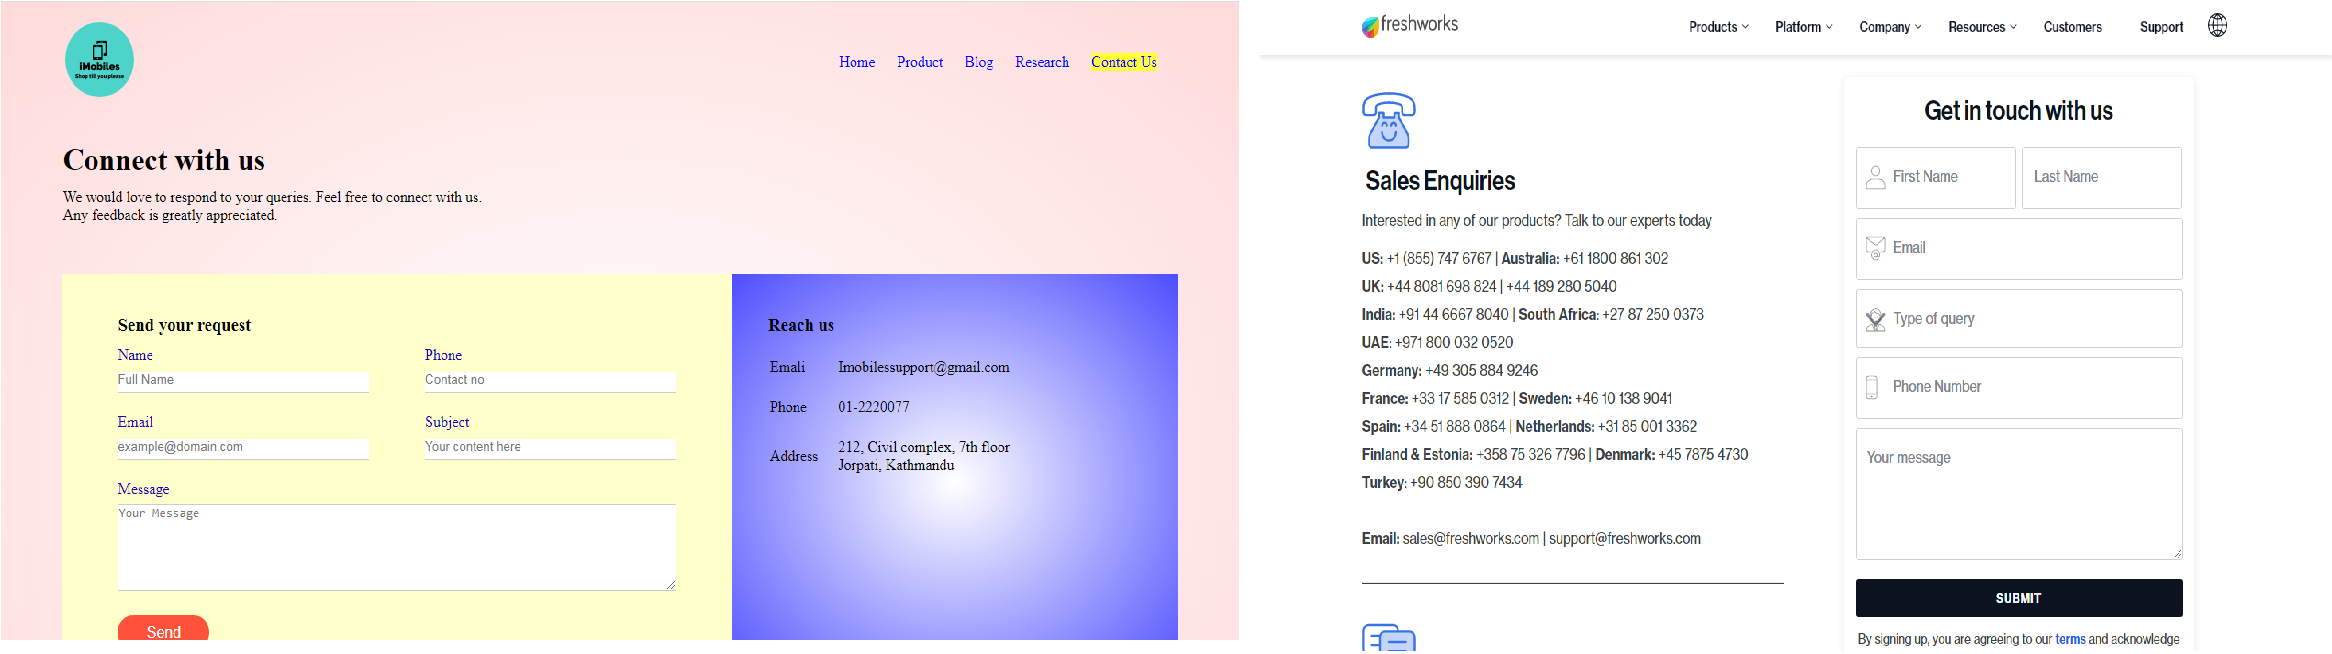 iMobiles
Shop till you please
Home Product Blog Research Contact Us
Connect with us
We would love to respond to your queries. Feel free to connect with us.
Any feedback is greatly appreciated.
Send your request
Name Phone
Full Name Contact no
Email Subject
example@domain.com Your content here
Message
Your Message
Send
Reach us
Emali Imobilessupport@gmail.com
Phone 01-2220077
Address 212, Civil complex, 7th floor
Jorpati, Kathmandu
freshworks
Products Platform Company Resources Customers Support
Sales Enquiries
Interested in any of our products? Talk to our experts today
US: +1 (855) 747 6767 | Australia: +61 1800 861 302
UK: +44 8081 698 824 | +44 189 280 5040
India: +91 44 6667 8040 | South Africa: +27 87 250 0373
UAE: +971 800 032 0520
Germany: +49 305 884 9246
France: +33 17 585 0312 | Sweden: +46 10 138 9041
Spain: +34 51 888 0864 | Netherlands: +31 85 001 3362
Finland & Estonia: +358 75 326 7796 | Denmark: +45 7875 4730
Turkey: +90 850 390 7434
Email: sales@freshworks.com | support@freshworks.com
Get in touch with us
First Name Last Name
Email
Type of query
Phone Number
Your message
SUBMIT
By signing up, you are agreeing to our terms and acknowledge